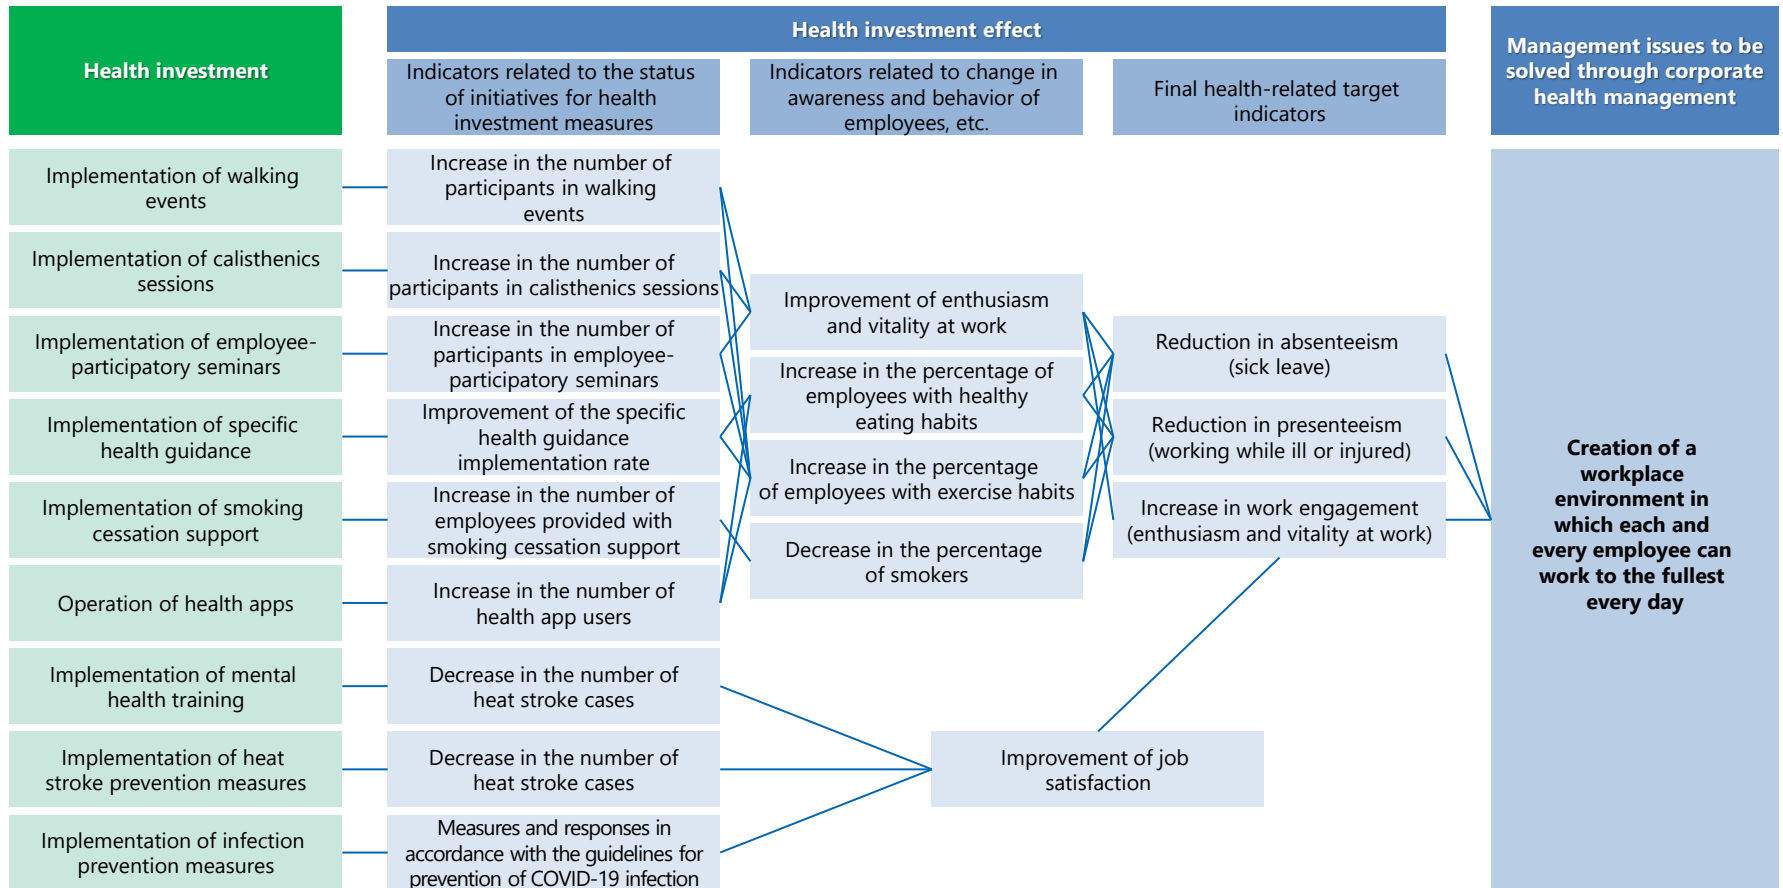 Health investment
Health investment effect
Management issues to be
solved through corporate
health management
Indicators related to the status
of initiatives for health
investment measures
Indicators related to change in
awareness and behavior of
employees, etc.
Final health-related target
indicators
Implementation of walking
events
Increase in the number of
participants in walking
events
Implementation of calisthenics
sessions
Increase in the number of
participants in calisthenics sessions
Implementation of employee-
participatory seminars
Increase in the number of
participants in employee-
participatory seminars
Implementation of specific
health guidance
Improvement of the specific
health guidance
implementation rate
Implementation of smoking
cessation support
Increase in the number of
employees provided with
smoking cessation support
Operation of health apps
Increase in the number of
health app users
Implementation of mental
health training
Decrease in the number of
heat stroke cases
Implementation of heat
stroke prevention measures
Decrease in the number of
heat stroke cases
Implementation of infection
prevention measures
Measures and responses in
accordance with the guidelines for
prevention of COVID-19 infection
Improvement of enthusiasm
and vitality at work
Increase in the percentage of
employees with healthy
eating habits
Increase in the percentage
of employees with exercise habits
Decrease in the percentage
of smokers
Improvement of job
satisfaction
Reduction in absenteeism
(sick leave)
Reduction in presenteeism
(working while ill or injured)
Increase in work engagement
(enthusiasm and vitality at work)
Creation of a
workplace
environment in
which each and
every employee can
work to the fullest
every day